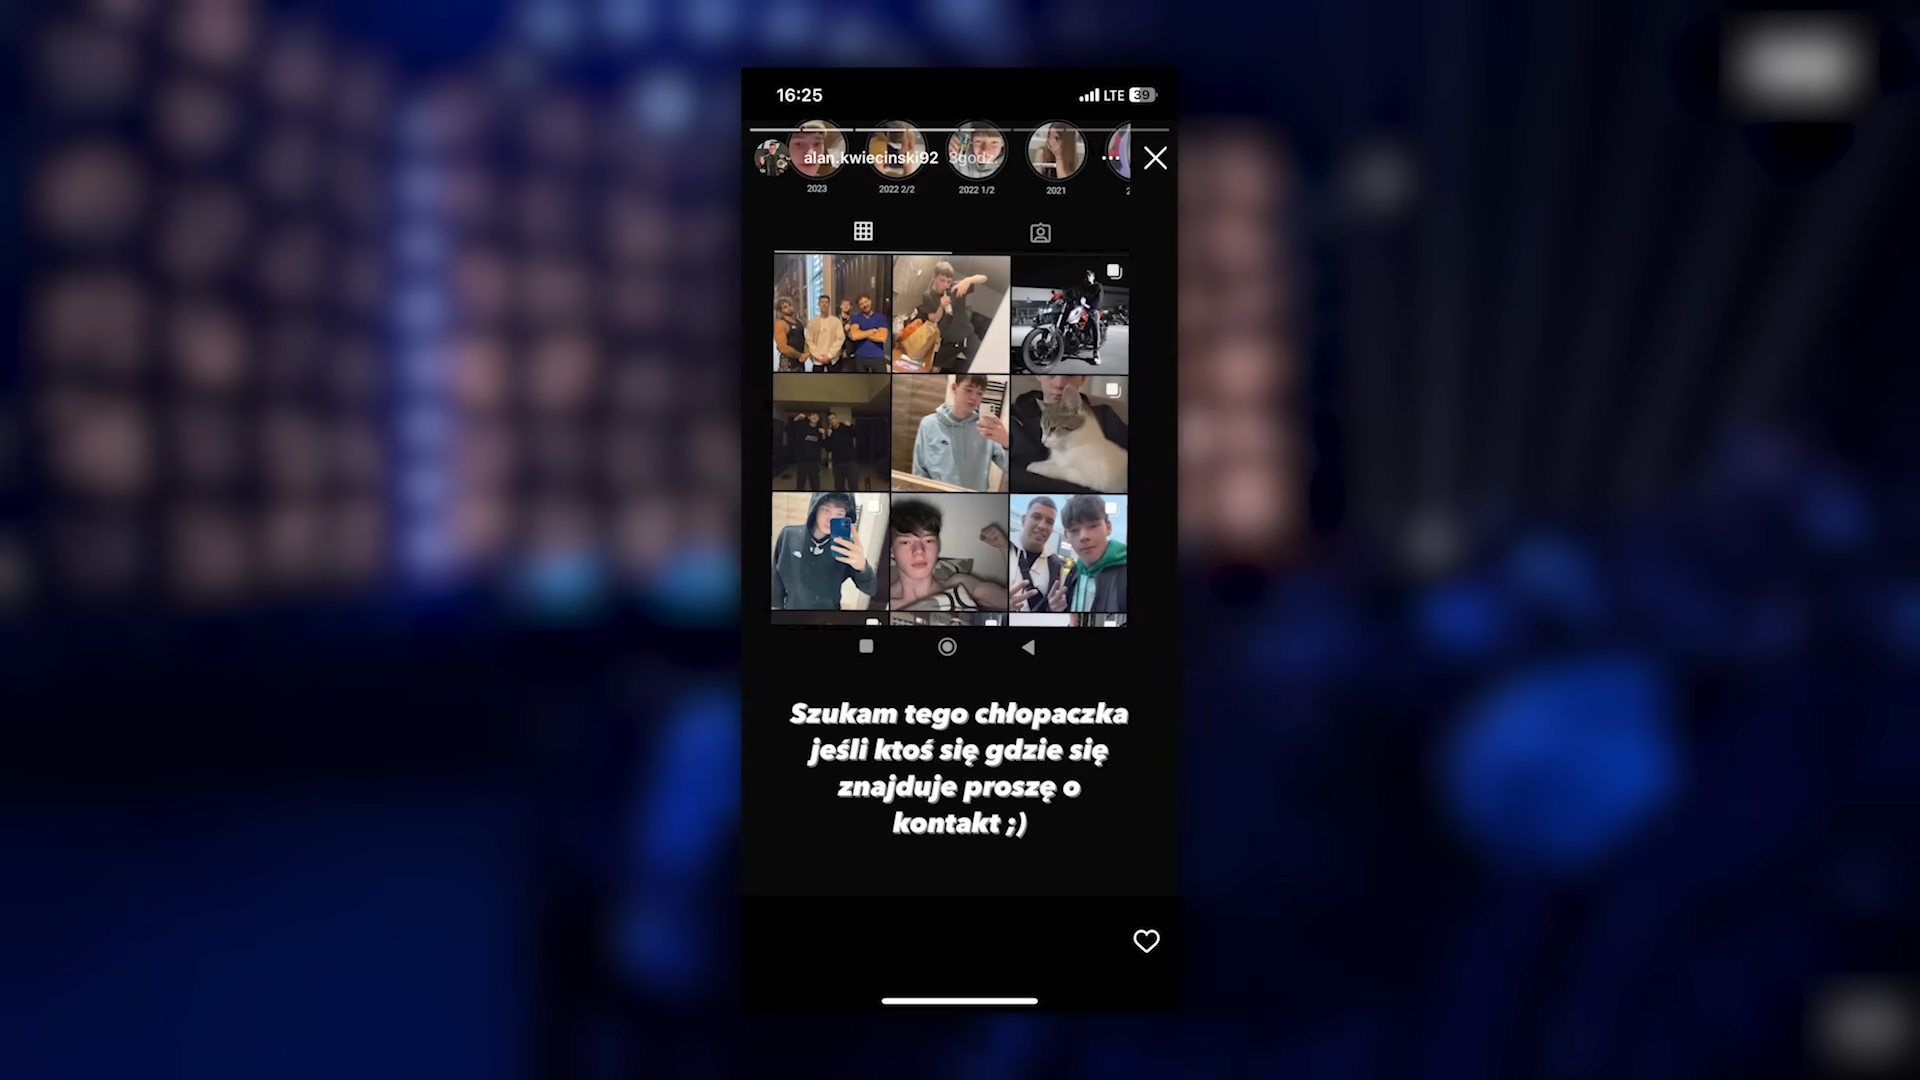 16:25
LTE 39
alan.kwiecinski92 3godz.
2023
2022 2/2
2022 1/2
2021
2
Szukam tego chłopaczka
jeśli ktoś się gdzie się
znajduje proszę o
kontakt ;)